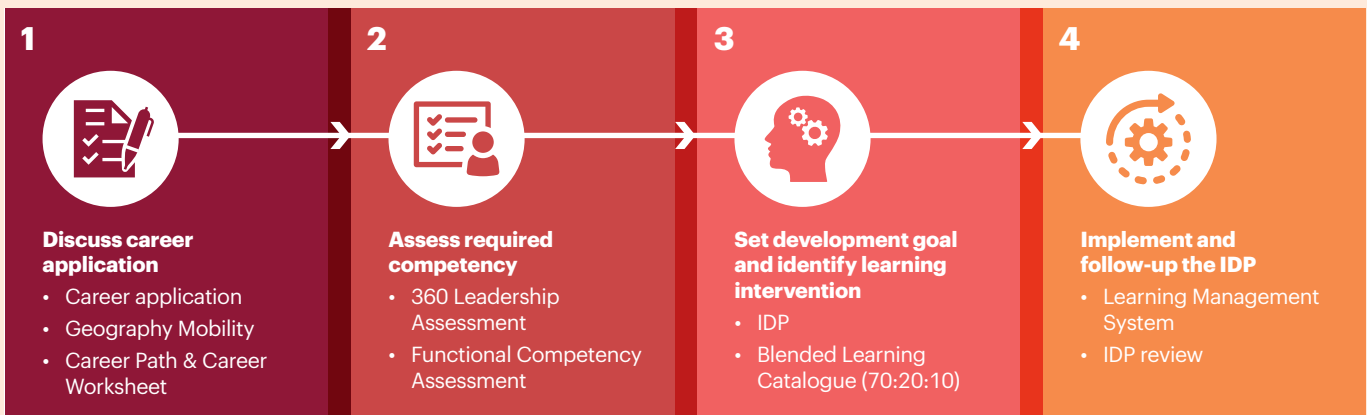 1
Discuss career
application
• Career application
• Geography Mobility
• Career Path & Career
Worksheet
2
Assess required
competency
• 360 Leadership
Assessment
• Functional Competency
Assessment
3
Set development goal
and identify learning
intervention
• IDP
• Blended Learning
Catalogue (70:20:10)
4
Implement and
follow-up the IDP
• Learning Management
System
• IDP review